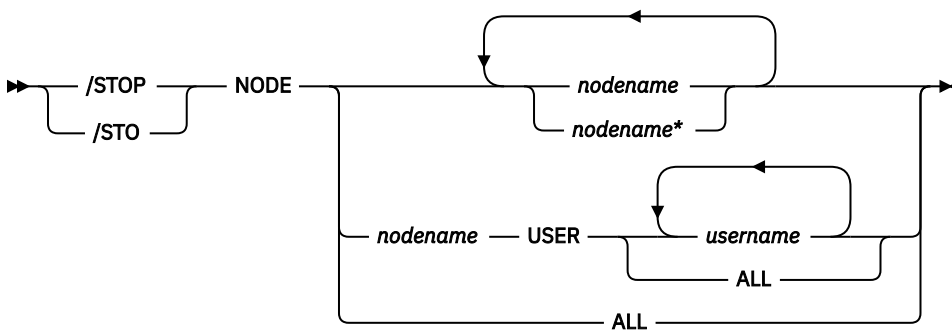 /STOP NODE nodename
/STO nodename*
nodename USER username
ALL
ALL